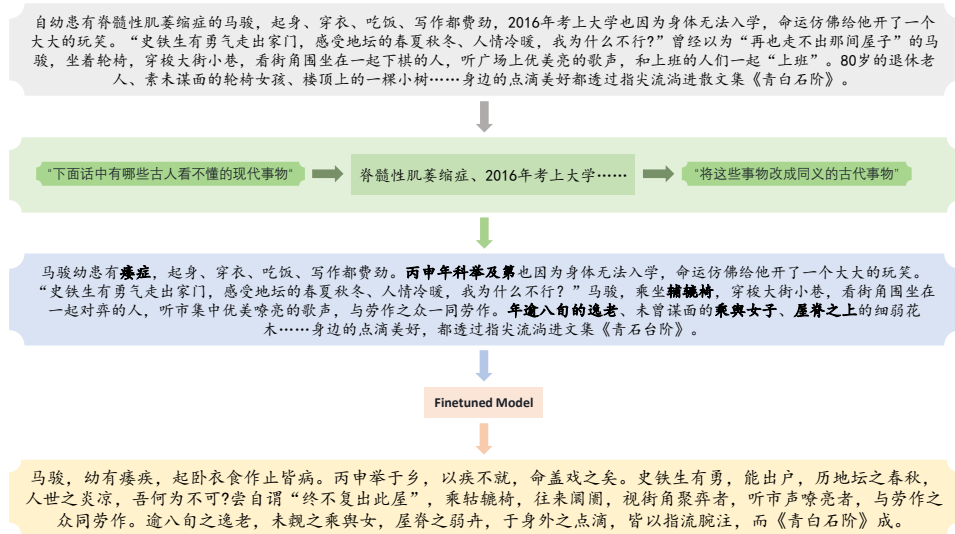 自幼患有脊髓性肌萎缩症的马骏，起身、穿衣、吃饭、写作都费劲，2016年考上大学也因为身体无法入学，命运仿佛给他开了一个
大大的玩笑。“史铁生有勇气走出家门，感受地坛的春夏秋冬、人情冷暖，我为什么不行?”曾经以为“再也走不出那间屋子”的马
骏，坐着轮椅，穿梭大街小巷，看街角围坐在一起下棋的人，听广场上优美亮的歌声，和上班的人们一起“上班”。80岁的退休老
人、素未谋面的轮椅女孩、楼顶上的一棵小树……身边的点滴美好都透过指尖流淌进散文集《青白石阶》。
“下面话中有哪些古人看不懂的现代事物“
脊髓性肌萎缩症、2016年考上大学……
“将这些事物改成同义的古代事物”
马骏幼患有痿症，起身、穿衣、吃饭、写作都费劲。丙申年科举及第也因为身体无法入学，命运仿佛给他开了一个大大的玩笑。
“史铁生有勇气走出家门，感受地坛的春夏秋冬、人情冷暖，我为什么不行？”马骏，乘坐辅辘椅，穿梭大街小巷，看街角围坐在
一起对弈的人，听市集中优美嘹亮的歌声，与劳作之众一同劳作。年逾八旬的逸老、未曾谋面的乘舆女子、屋脊之上的细弱花
木……身边的点滴美好，都透过指尖流淌进文集《青石台阶》。
Finetuned Model
马骏，幼有痿疾，起卧衣食作止皆病。丙申举于乡，以疾不就，命盖戏之矣。史铁生有勇，能出户，历地坛之春秋，
人世之炎凉，吾何为不可?尝自谓“终不复出此屋”，乘轱辘椅，往来阛阓，视街角聚弈者，听市声嘹亮者，与劳作之
众同劳作。逾八旬之逸老，未觌之乘舆女，屋脊之弱卉，于身外之点滴，皆以指流腕注，而《青白石阶》成。